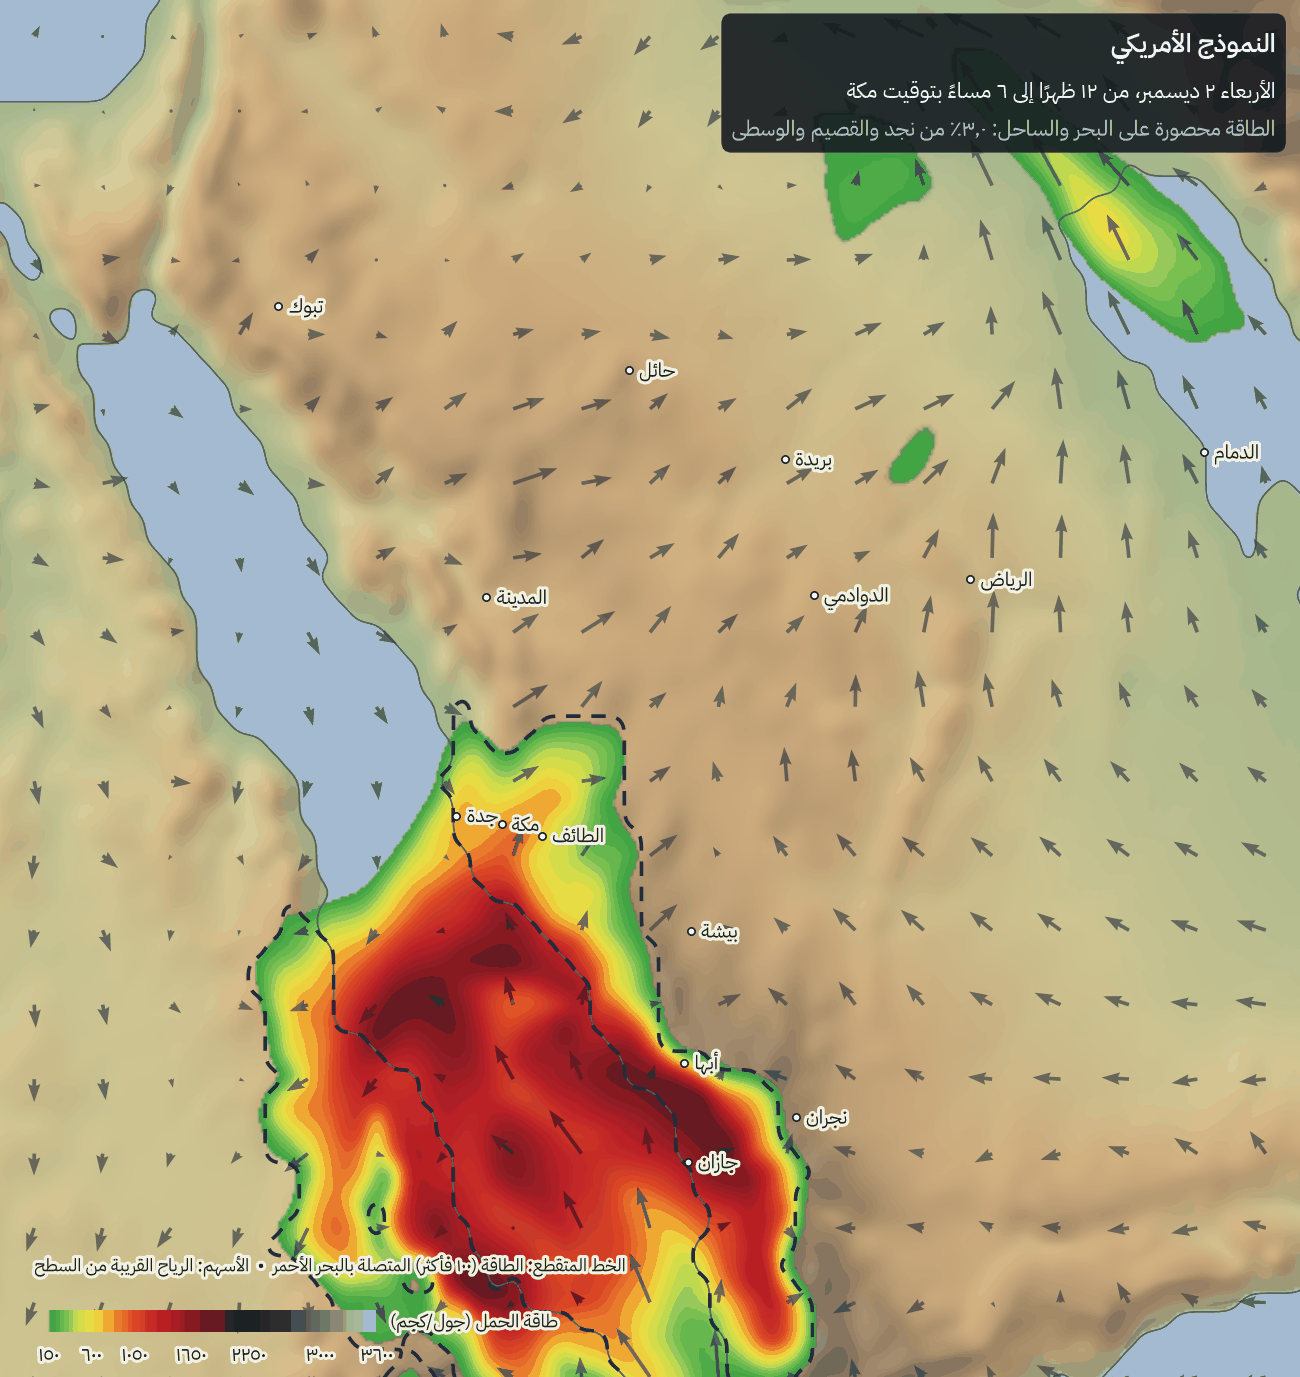 النموذج الأمريكي
الأربعاء ٢ ديسمبر، من ١٢ ظهرًا إلى ٦ مساءً بتوقيت مكة
الطاقة محصورة على البحر والساحل: ٣,٠٪ من نجد والقصيم والوسطى
تبوك
حائل
بريدة
الدمام
الرياض
الدوادمي
المدينة
جدة
مكة
الطائف
بيشة
أبها
نجران
جازان
الخط المتقطع: الطاقة (١٠ فأكثر) المتصلة بالبحر الأحمر • الأسهم: الرياح القريبة من السطح
طاقة الحمل (جول/كجم)
١٥٠ ٦٠٠ ١٠٥٠ ١٦٥٠ ٢٢٥٠ ٣٠٠٠ ٣٦٠٠